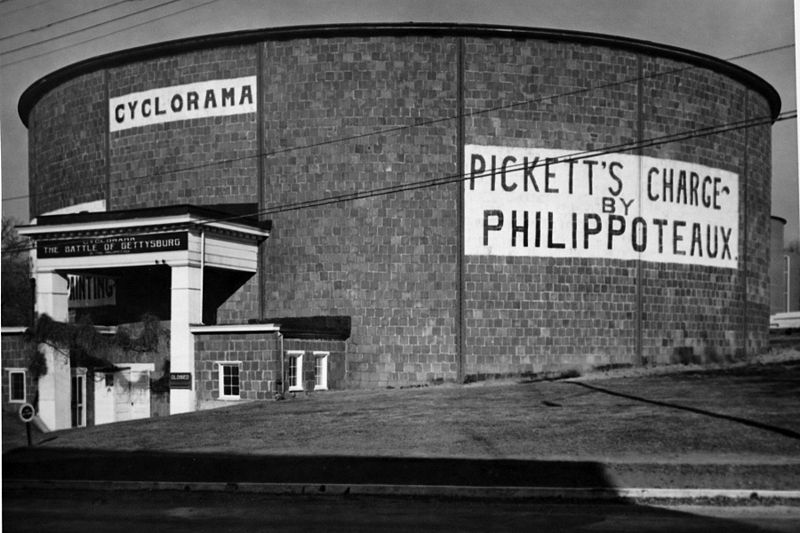 CYCLORAMA
PICKETT'S CHARGE-
BY
PHILIPPOTEAUX.
CYCLORAMA
THE BATTLE OF GETTYSBURG
AINTING
CLOSED